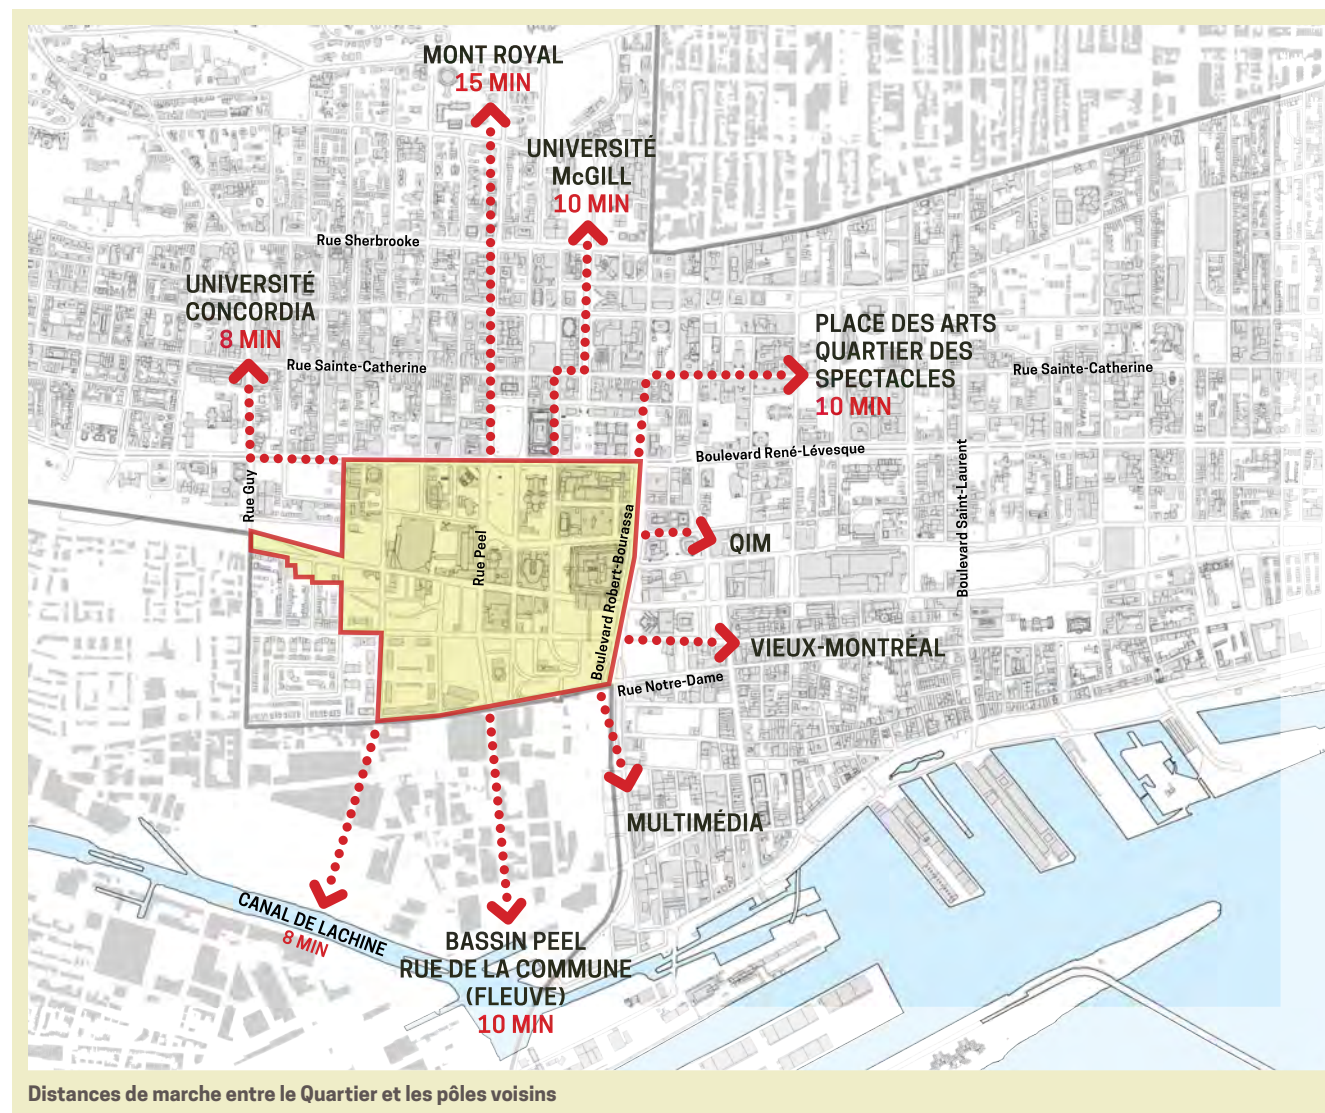 MONT ROYAL
15 MIN
UNIVERSITÉ
McGILL
10 MIN
Rue Sherbrooke
UNIVERSITÉ
CONCORDIA
8 MIN
Rue Sainte-Catherine
PLACE DES ARTS
QUARTIER DES
SPECTACLES
10 MIN
Rue Sainte-Catherine
Boulevard René-Lévesque
Rue Guy
Rue Peel
Boulevard Robert-Bourassa
Boulevard Saint-Laurent
QIM
VIEUX-MONTRÉAL
Rue Notre-Dame
MULTIMÉDIA
CANAL DE LACHINE
8 MIN
BASSIN PEEL
RUE DE LA COMMUNE
(FLEUVE)
10 MIN
Distances de marche entre le Quartier et les pôles voisins